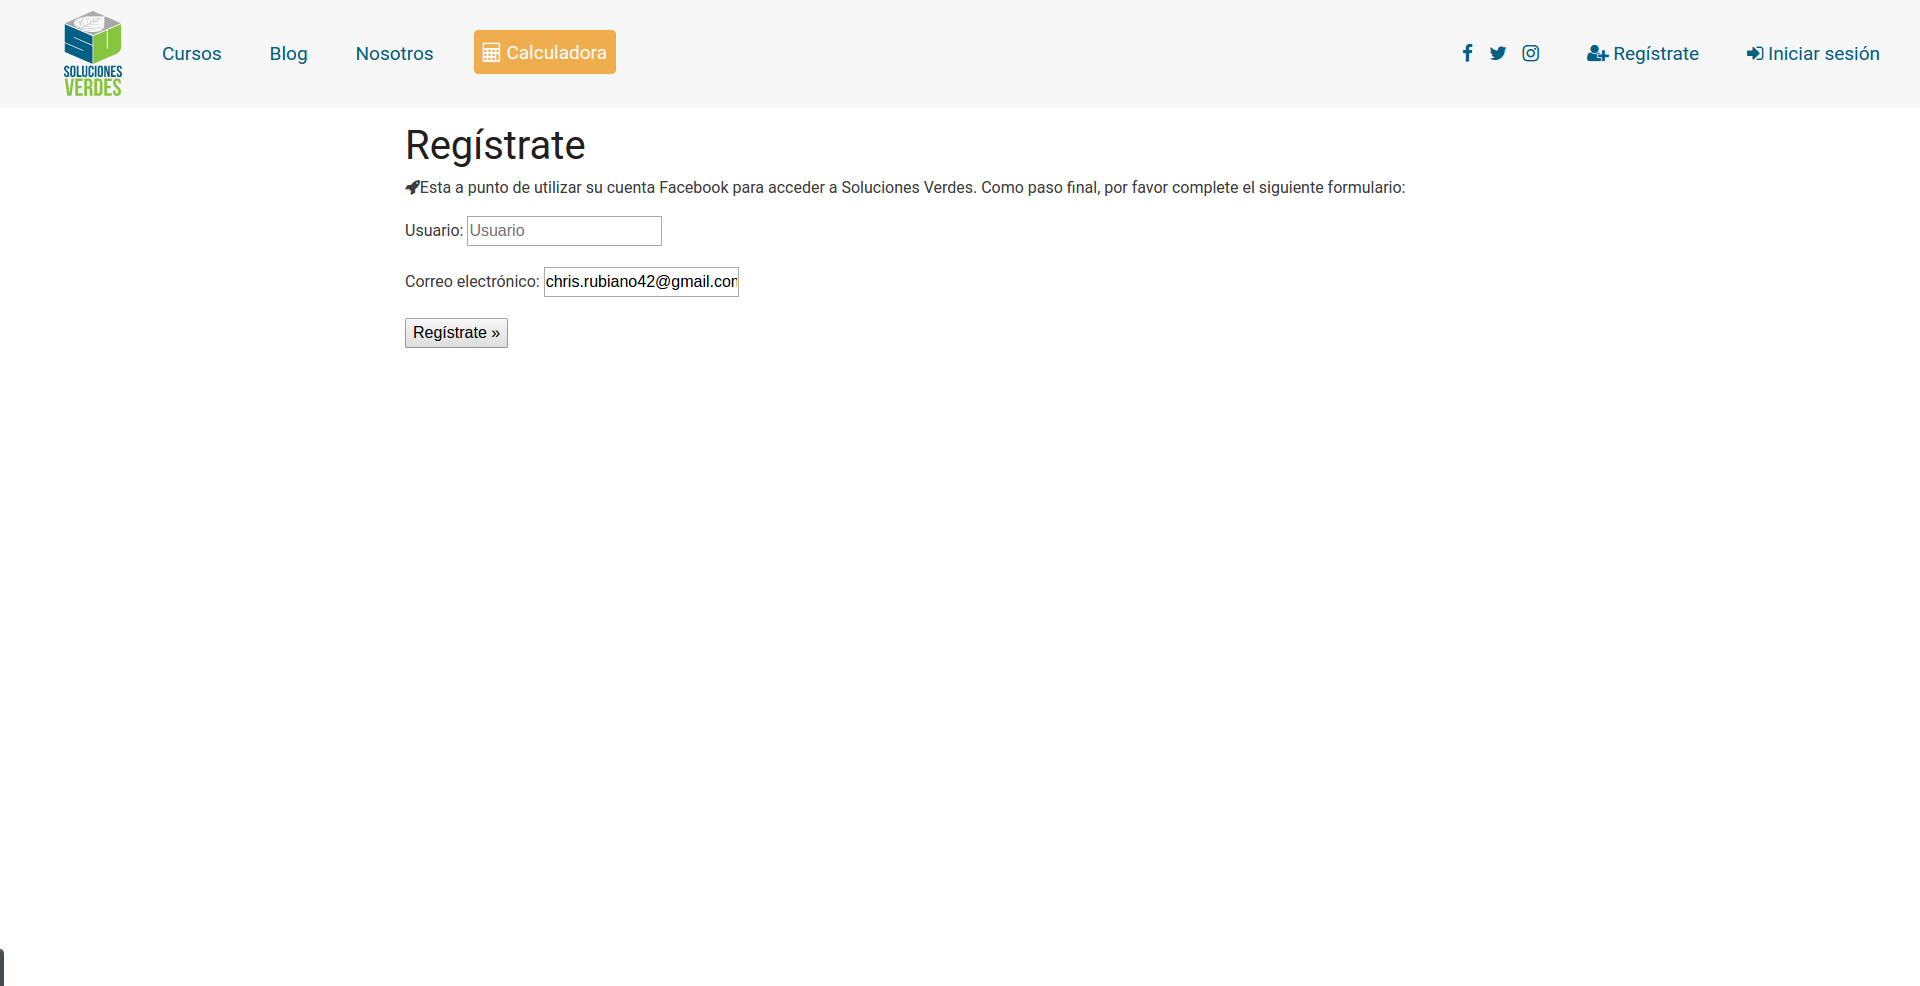 SOLUCIONES
VERDES
Cursos
Blog
Nosotros
Calculadora
Regístrate
Iniciar sesión
Regístrate
Esta a punto de utilizar su cuenta Facebook para acceder a Soluciones Verdes. Como paso final, por favor complete el siguiente formulario:
Usuario: Usuario
Correo electrónico: chris.rubiano42@gmail.con
Regístrate »